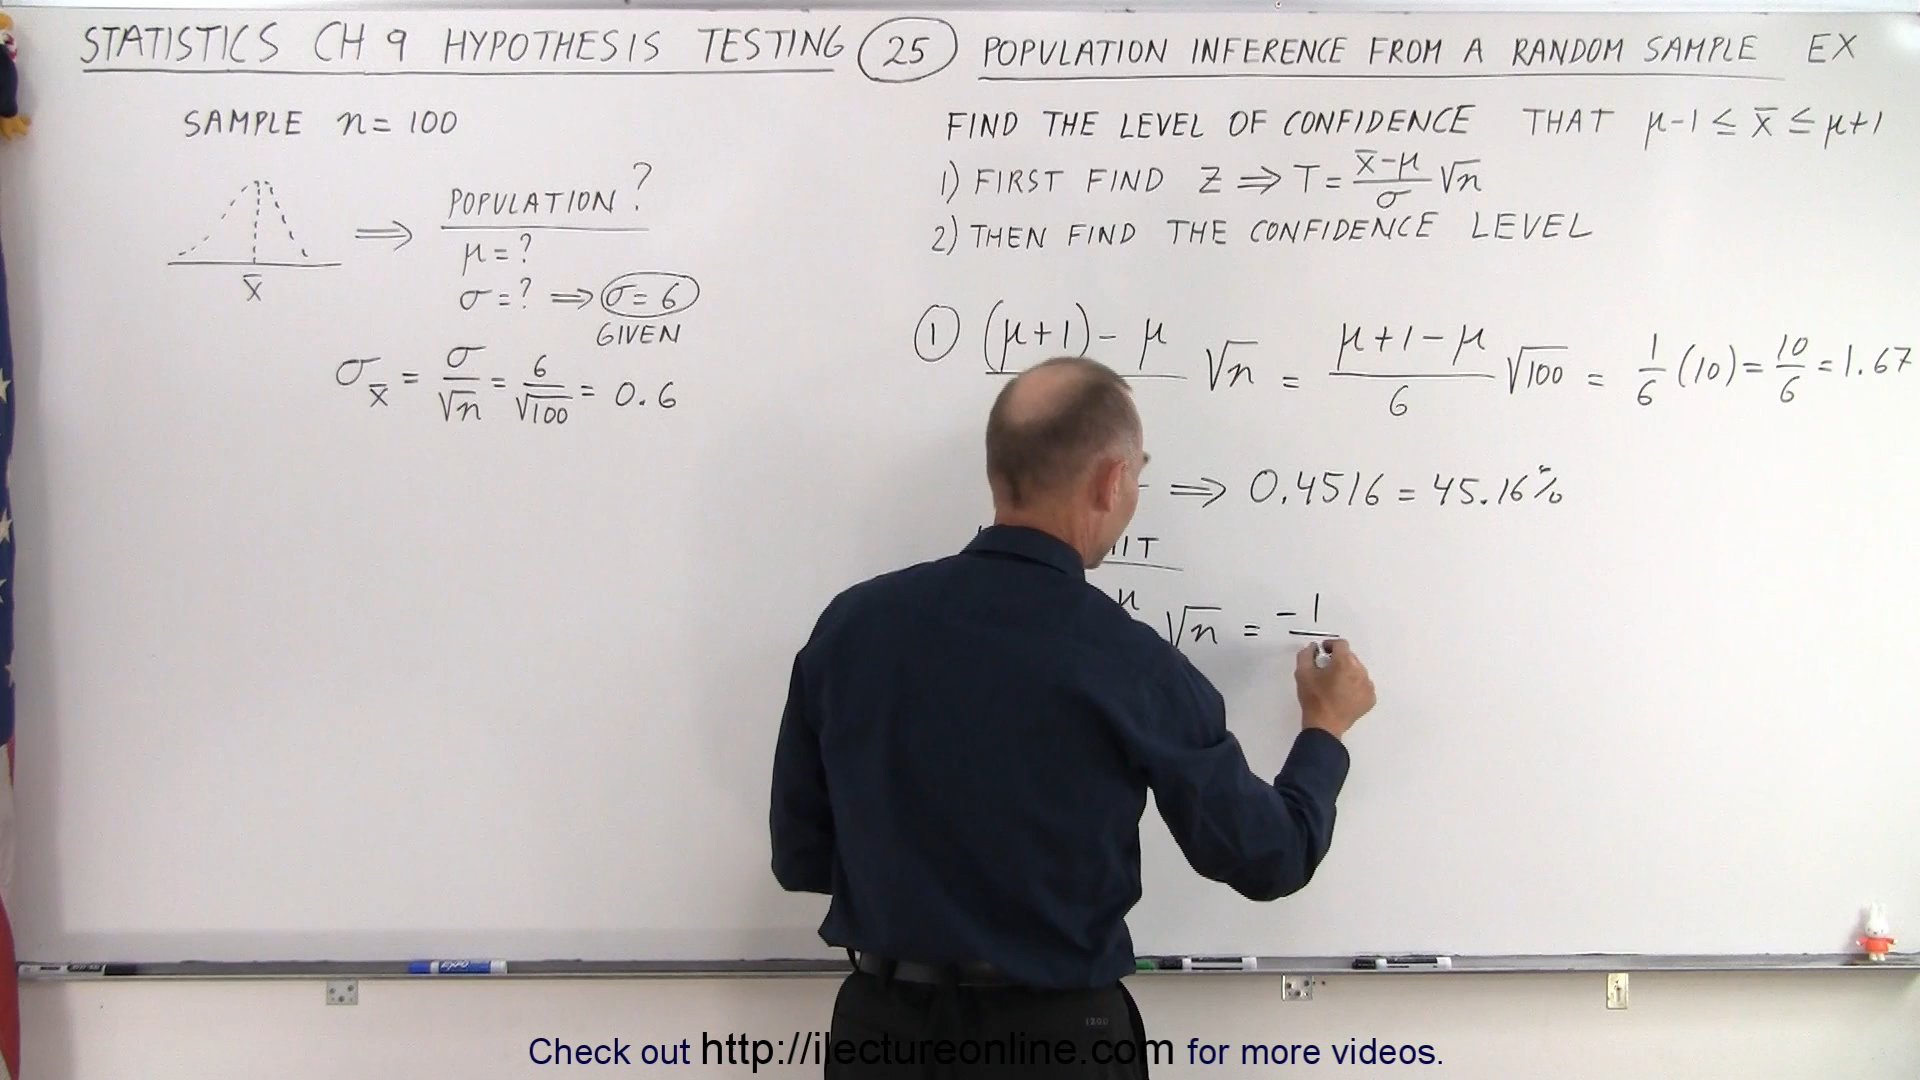 STATISTICS CH 9 HYPOTHESIS TESTING (25) POPULATION INFERENCE FROM A RANDOM SAMPLE EX
SAMPLE n = 100
x̄
POPULATION?
μ = ?
σ = ? ⟹ σ = 6
GIVEN
σx̄ = σ/√n = 6/√100 = 0.6
FIND THE LEVEL OF CONFIDENCE THAT μ-1 ≤ x̄ ≤ μ+1
1) FIRST FIND Z ⟹ T = (x̄-μ)/σ √n
2) THEN FIND THE CONFIDENCE LEVEL
① (μ+1) - μ √n = (μ+1-μ)/6 √100 = 1/6 (10) = 10/6 = 1.67
⟹ 0.4516 = 45.16%
μ √n = -1
Check out http://ilectureonline.com for more videos.